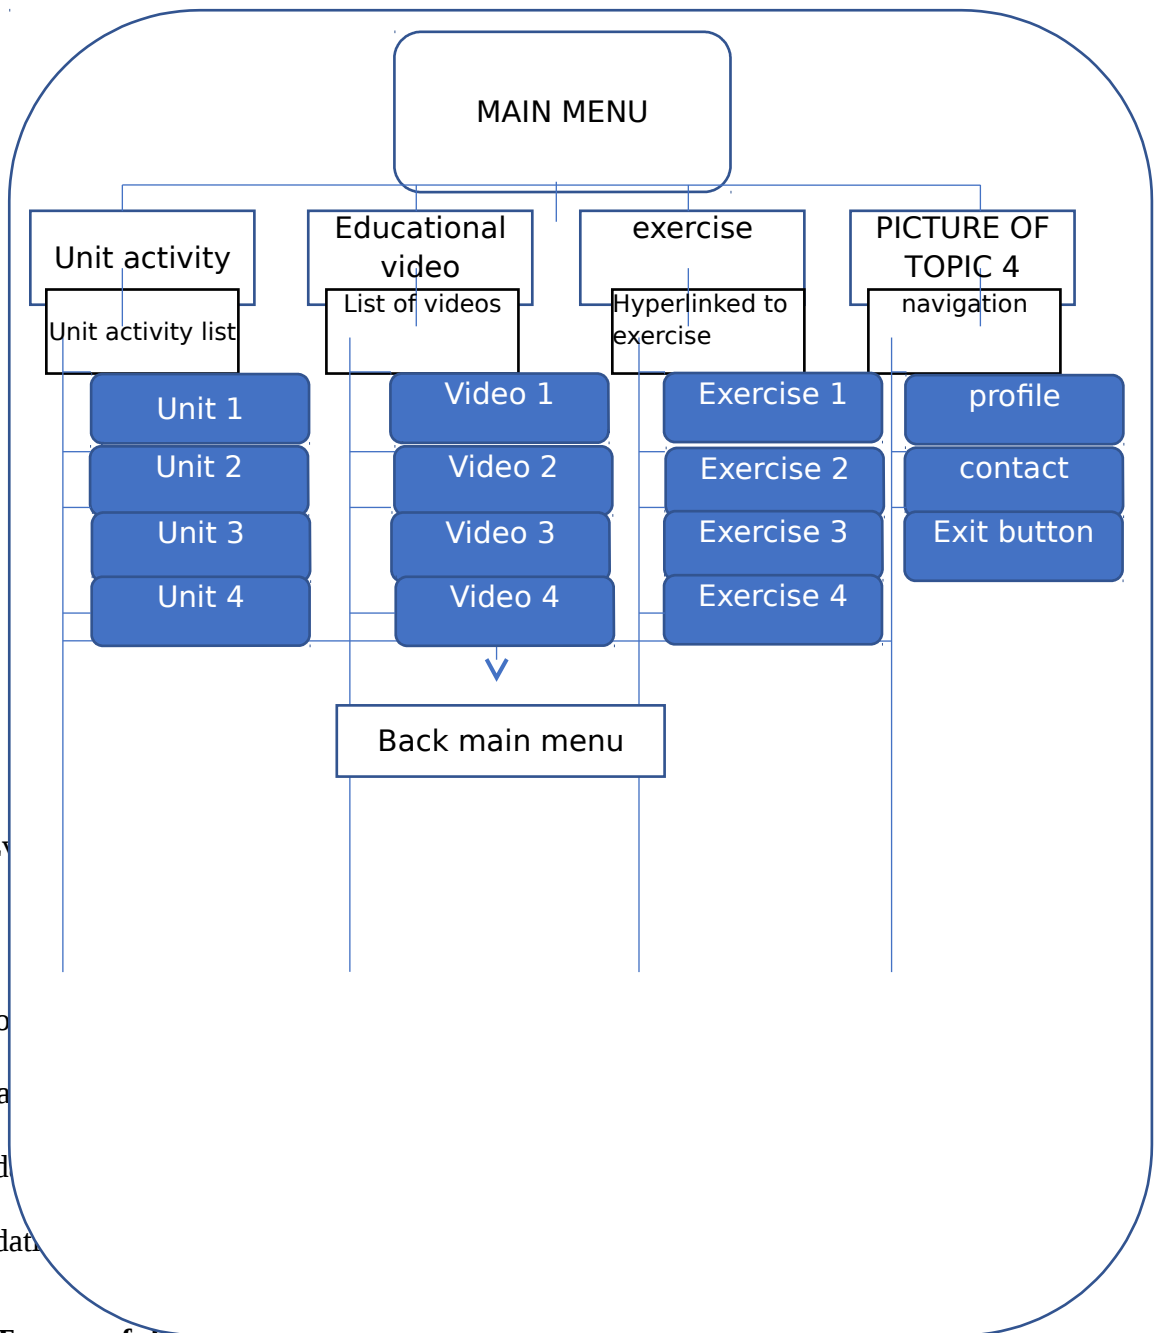 MAIN MENU
Unit activity
Educational
video
exercise
PICTURE OF
TOPIC 4
Unit activity list
List of videos
Hyperlinked to
exercise
navigation
Unit 1
Unit 2
Unit 3
Unit 4
Video 1
Video 2
Video 3
Video 4
Exercise 1
Exercise 2
Exercise 3
Exercise 4
profile
contact
Exit button
Back main menu